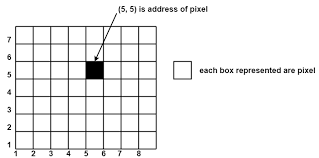 (5, 5) is address of pixel
7
6
5
4
3
2
1
1 2 3 4 5 6 7 8
each box represented are pixel